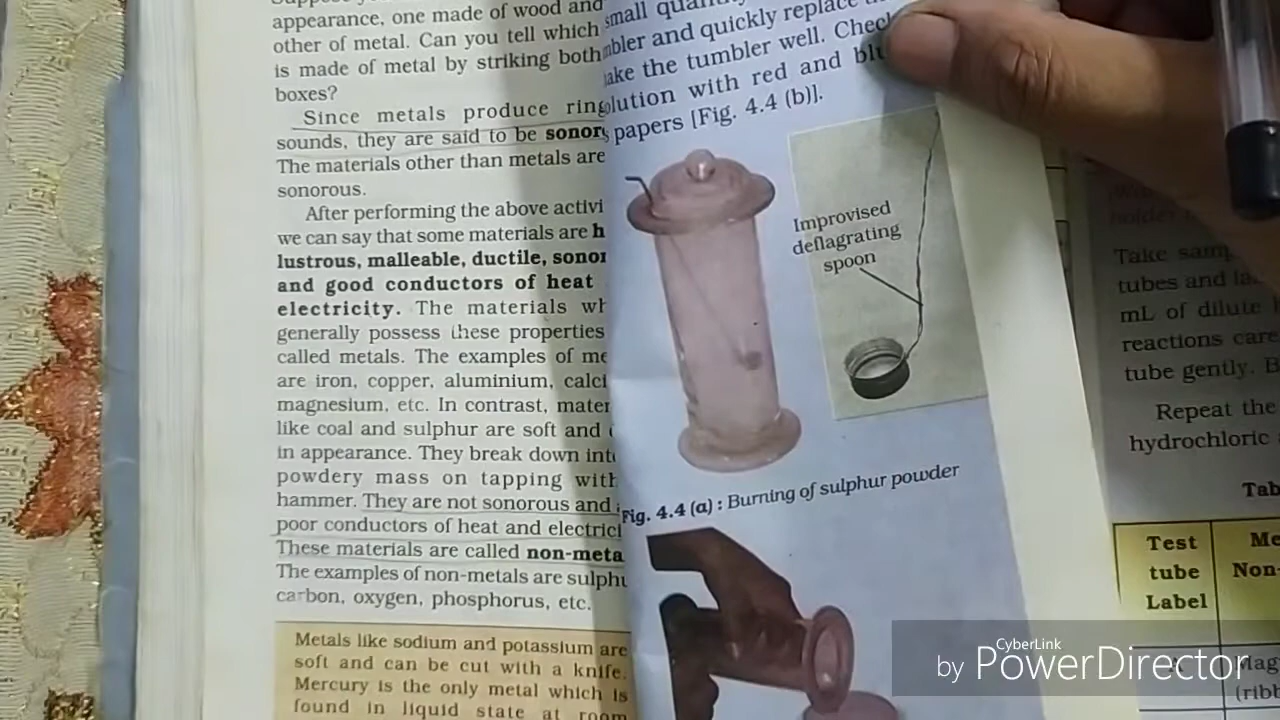 appearance, one made of wood and
other of metal. Can you tell which
is made of metal by striking both
boxes?
Since metals produce ring
sounds, they are said to be sonor
The materials other than metals are
sonorous.
After performing the above activi
we can say that some materials are h
lustrous, malleable, ductile, sonor
and good conductors of heat
electricity. The materials wh
generally possess these properties
called metals. The examples of me
are iron, copper, aluminium, calci
magnesium, etc. In contrast, mater
like coal and sulphur are soft and
in appearance. They break down into
powdery mass on tapping with
hammer. They are not sonorous and
poor conductors of heat and electrici
These materials are called non-meta
The examples of non-metals are sulphu
carbon, oxygen, phosphorus, etc.
Metals like sodium and potassium are
soft and can be cut with a knife.
Mercury is the only metal which is
found in liquid state at room
small
mbler and quickly replace
ake the tumbler well. Check
olution with red and blu
papers [Fig. 4.4 (b)].
Improvised
deflagrating
spoon
Fig. 4.4 (a) : Burning of sulphur powder
Take samp
tubes and la
mL of dilute
reactions care
tube gently. B
Repeat the
hydrochloric
Tab
Test
tube
Label
Me
Non-
Mag
(ribb
CyberLink
by PowerDirector